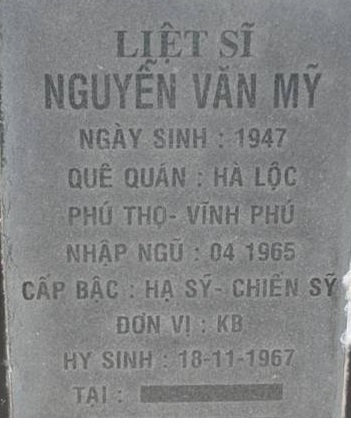 LIỆT SĨ
NGUYỄN VĂN MỸ
NGÀY SINH : 1947
QUÊ QUÁN : HÀ LỘC
PHÚ THỌ- VĨNH PHÚ
NHẬP NGŨ : 04 1965
CẤP BẬC : HẠ SỸ- CHIẾN SỸ
ĐƠN VỊ : KB
HY SINH : 18-11-1967
TẠI :